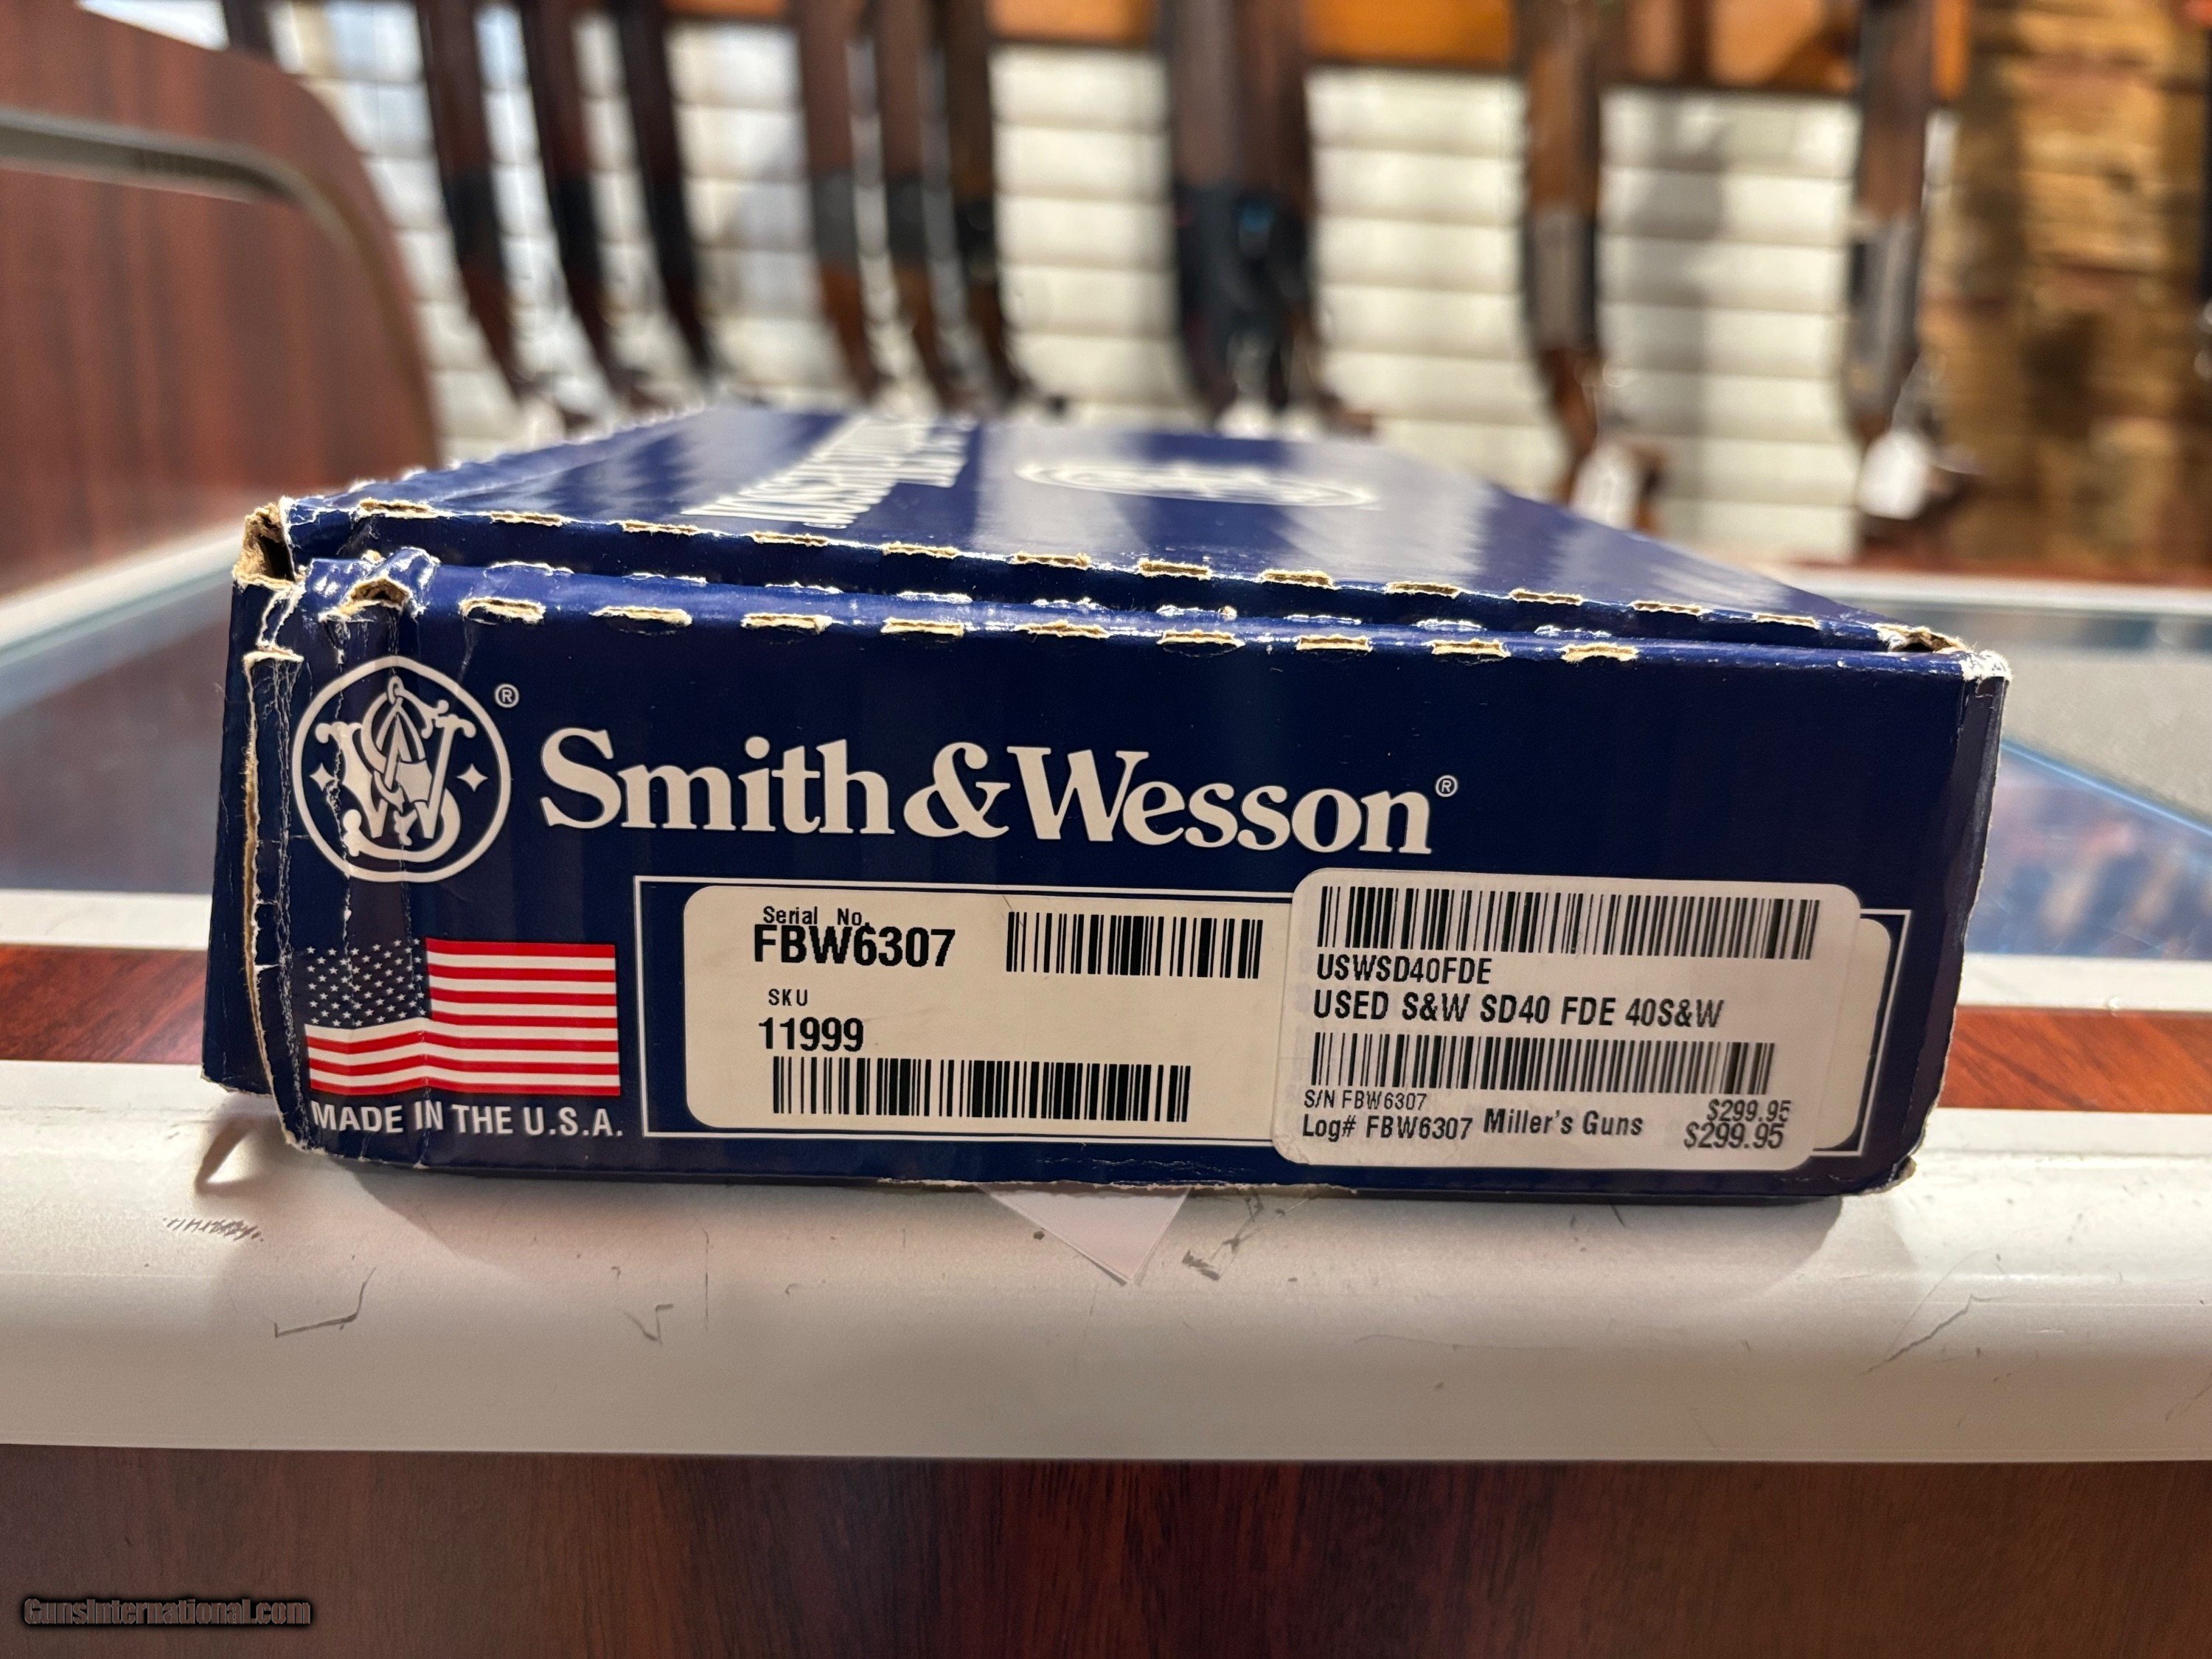 Smith & Wesson®
®
Serial No.
FBW6307
SKU
11999
MADE IN THE U.S.A.
USWSD40FDE
USED S&W SD40 FDE 40S&W
S/N FBW6307
$299.95
Log# FBW6307 Miller's Guns $299.95
GunsInternational.com